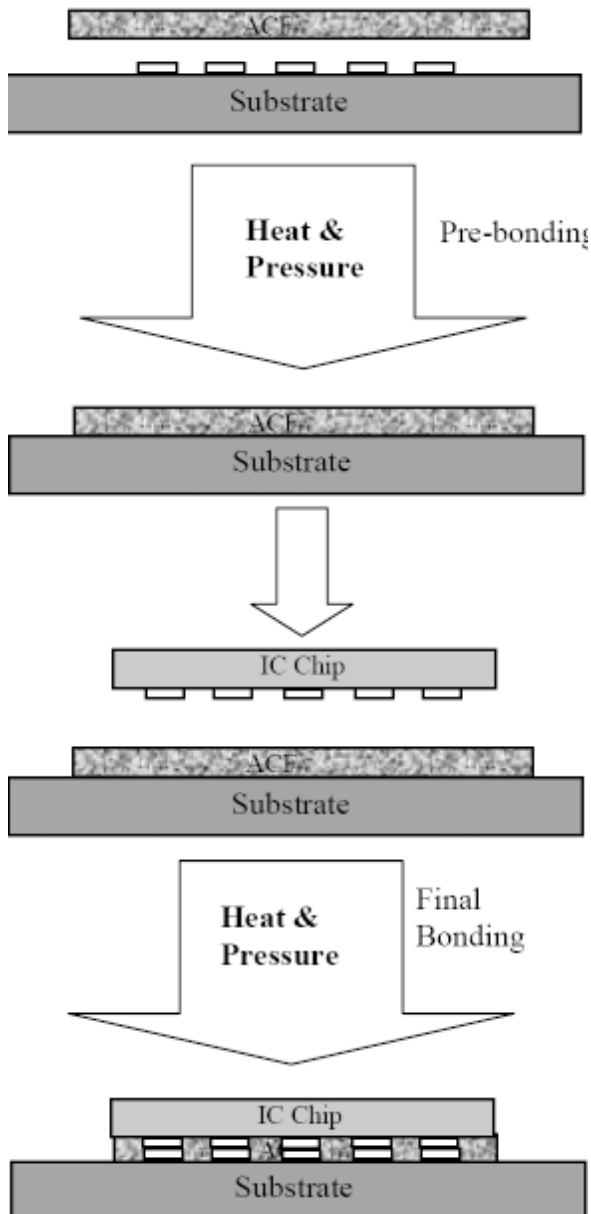 ACF
Substrate
Heat &
Pressure
Pre-bonding
ACF
Substrate
IC Chip
ACF
Substrate
Heat &
Pressure
Final
Bonding
IC Chip
Substrate